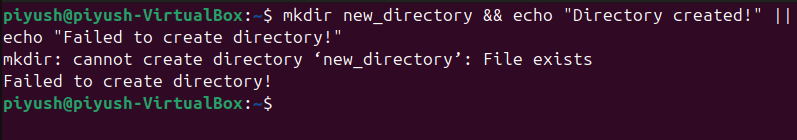 piyush@piyush-VirtualBox:~$ mkdir new_directory && echo "Directory created!" ||
echo "Failed to create directory!"
mkdir: cannot create directory ‘new_directory’: File exists
Failed to create directory!
piyush@piyush-VirtualBox:~$